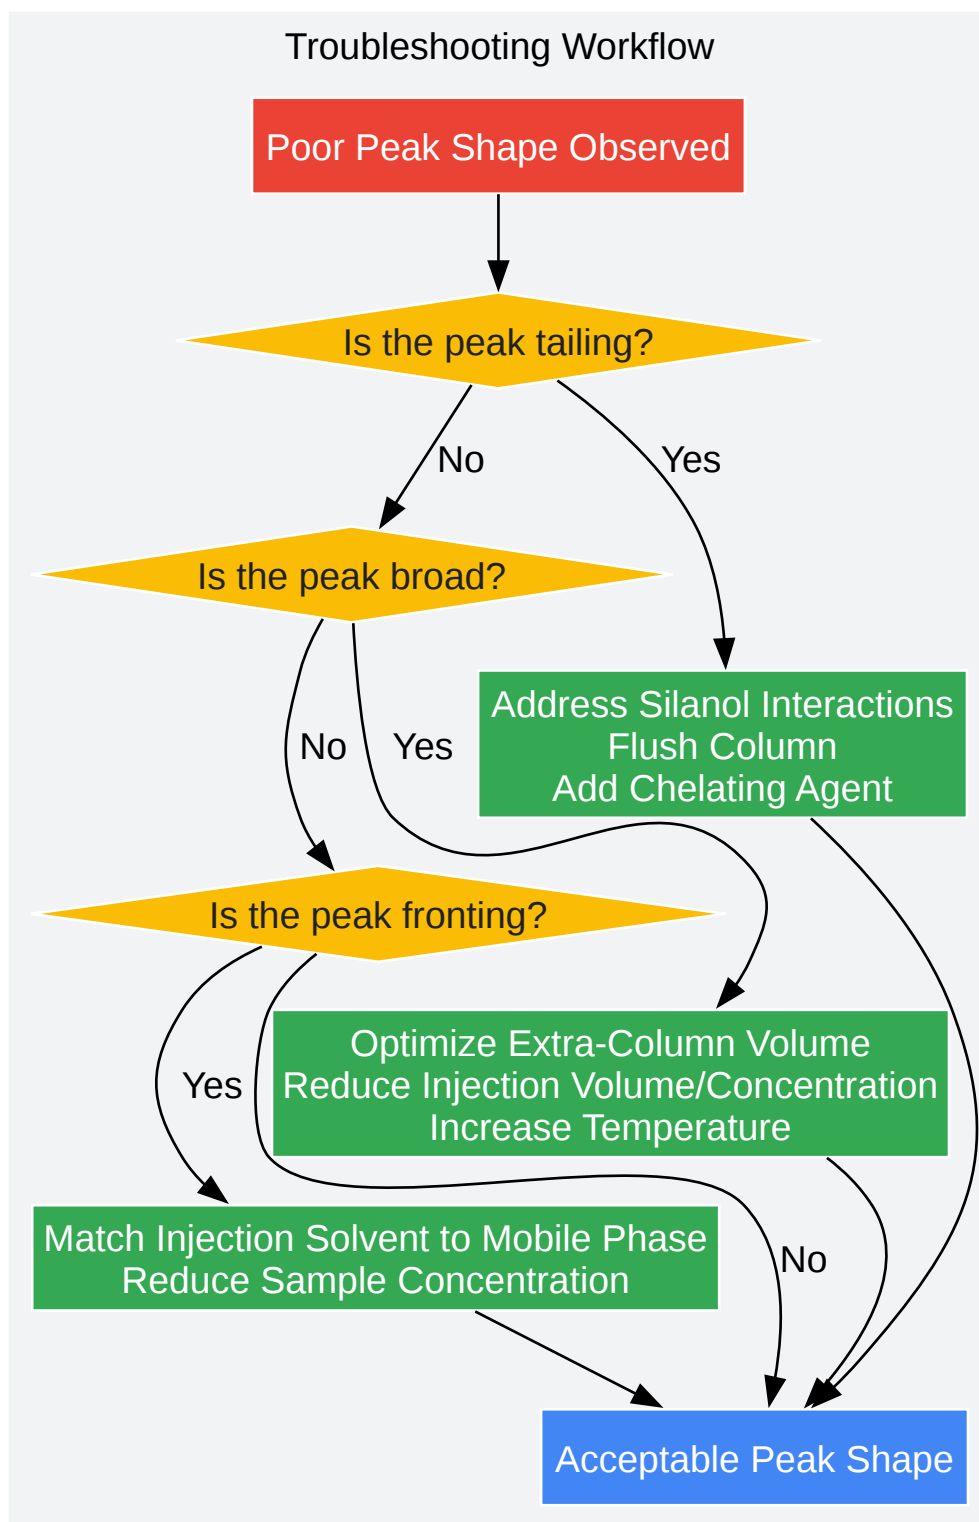 Troubleshooting Workflow
Poor Peak Shape Observed
Is the peak tailing?
No
Yes
Is the peak broad?
Address Silanol Interactions
Flush Column
Add Chelating Agent
No
Yes
Is the peak fronting?
Optimize Extra-Column Volume
Reduce Injection Volume/Concentration
Increase Temperature
Yes
Match Injection Solvent to Mobile Phase
Reduce Sample Concentration
No
Acceptable Peak Shape